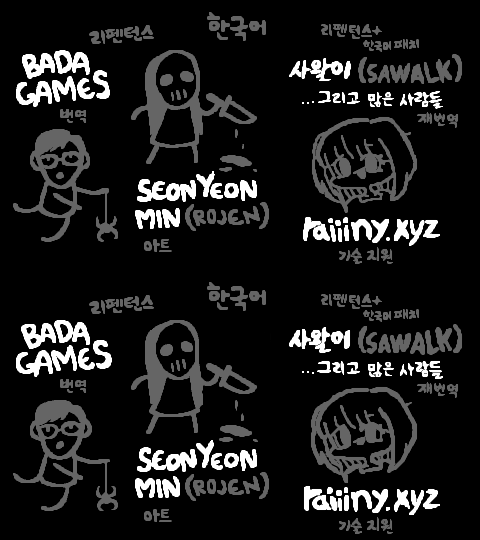 리펜턴스
한국어
BADA
GAMES
번역
SEONYEON
MIN (ROJEN)
아트
리펜턴스+
한국어 패치
사왈이 (SAWALK)
...그리고 많은 사람들
재번역
raiiiny.xyz
기술 지원
리펜턴스
한국어
BADA
GAMES
번역
SEONYEON
MIN (ROJEN)
아트
리펜턴스+
한국어 패치
사왈이 (SAWALK)
...그리고 많은 사람들
재번역
raiiiny.xyz
기술 지원